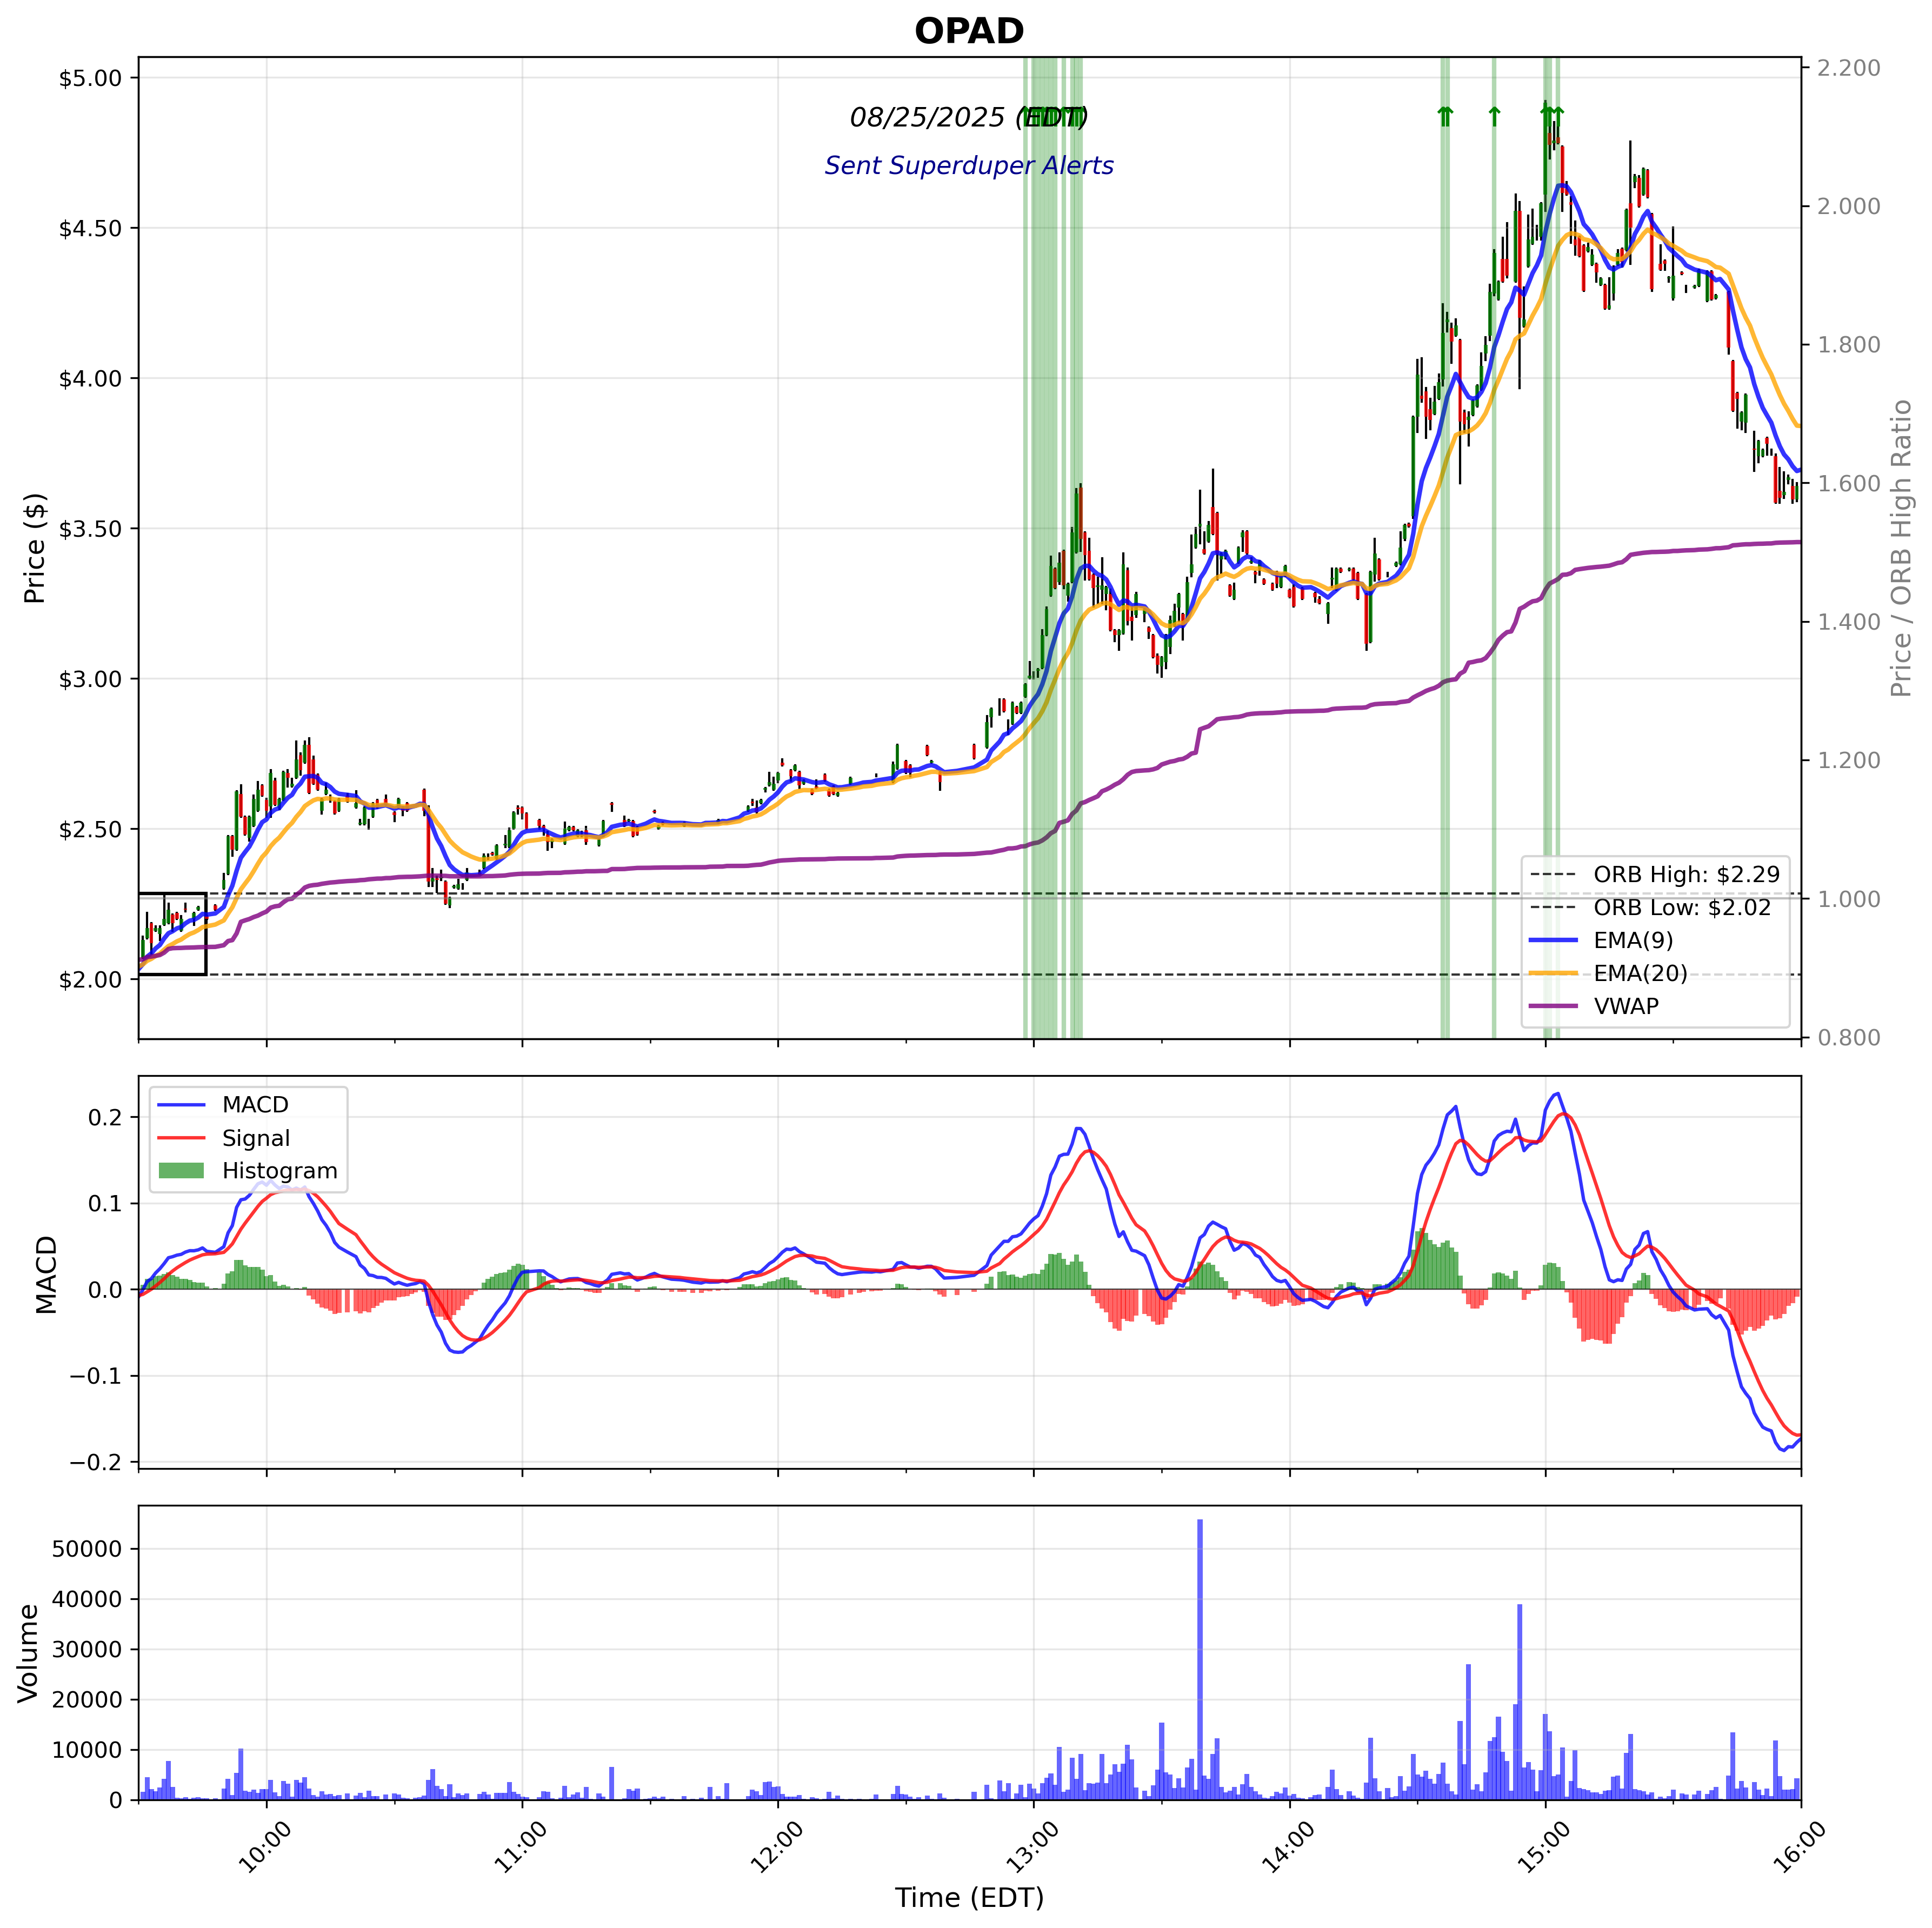 OPAD
08/25/2025 (EDT)
Sent Superduper Alerts
$5.00
$4.50
$4.00
$3.50
$3.00
$2.50
$2.00
Price ($)
2.200
2.000
1.800
1.600
1.400
1.200
1.000
0.800
Price / ORB High Ratio
ORB High: $2.29
ORB Low: $2.02
EMA(9)
EMA(20)
VWAP
MACD
Signal
Histogram
0.2
0.1
0.0
−0.1
−0.2
MACD
50000
40000
30000
20000
10000
0
Volume
10:00
11:00
12:00
13:00
14:00
15:00
16:00
Time (EDT)